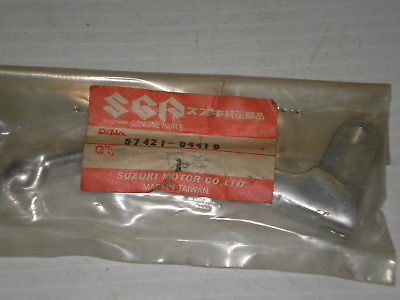 SGP スズキ純正部品
SUZUKI GENUINE PARTS
P/No.
57421-04410
Q'ty
1
SUZUKI MOTOR CO.,LTD.
MADE IN TAIWAN